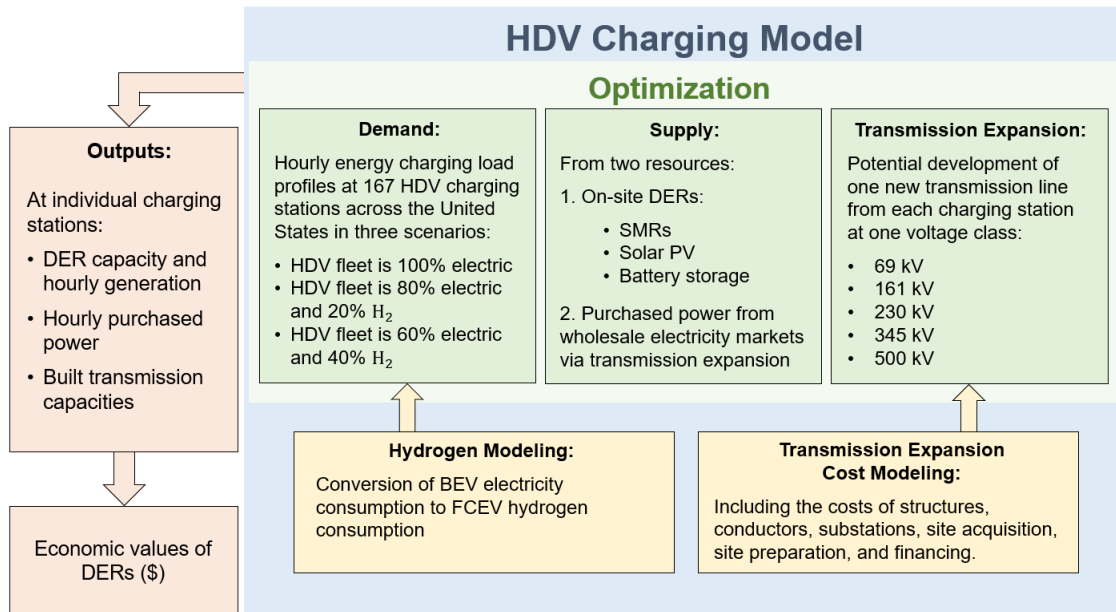 HDV Charging Model
Optimization
Outputs:
At individual charging
stations:
• DER capacity and
hourly generation
• Hourly purchased
power
• Built transmission
capacities
Economic values of
DERs ($)
Demand:
Hourly energy charging load
profiles at 167 HDV charging
stations across the United
States in three scenarios:
• HDV fleet is 100% electric
• HDV fleet is 80% electric
and 20% H₂
• HDV fleet is 60% electric
and 40% H₂
Supply:
From two resources:
1. On-site DERs:
• SMRs
• Solar PV
• Battery storage
2. Purchased power from
wholesale electricity markets
via transmission expansion
Transmission Expansion:
Potential development of
one new transmission line
from each charging station
at one voltage class:
• 69 kV
• 161 kV
• 230 kV
• 345 kV
• 500 kV
Hydrogen Modeling:
Conversion of BEV electricity
consumption to FCEV hydrogen
consumption
Transmission Expansion
Cost Modeling:
Including the costs of structures,
conductors, substations, site acquisition,
site preparation, and financing.